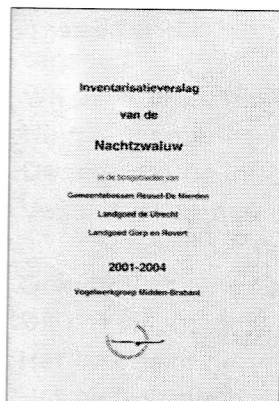 Inventarisatieverslag
van de
Nachtzwaluw
in de bosgebieden van
Gemeentebossen Reusel-De Mierden
Landgoed de Utrecht
Landgoed Gorp en Rovert
2001-2004
Vogelwerkgroep Midden-Brabant